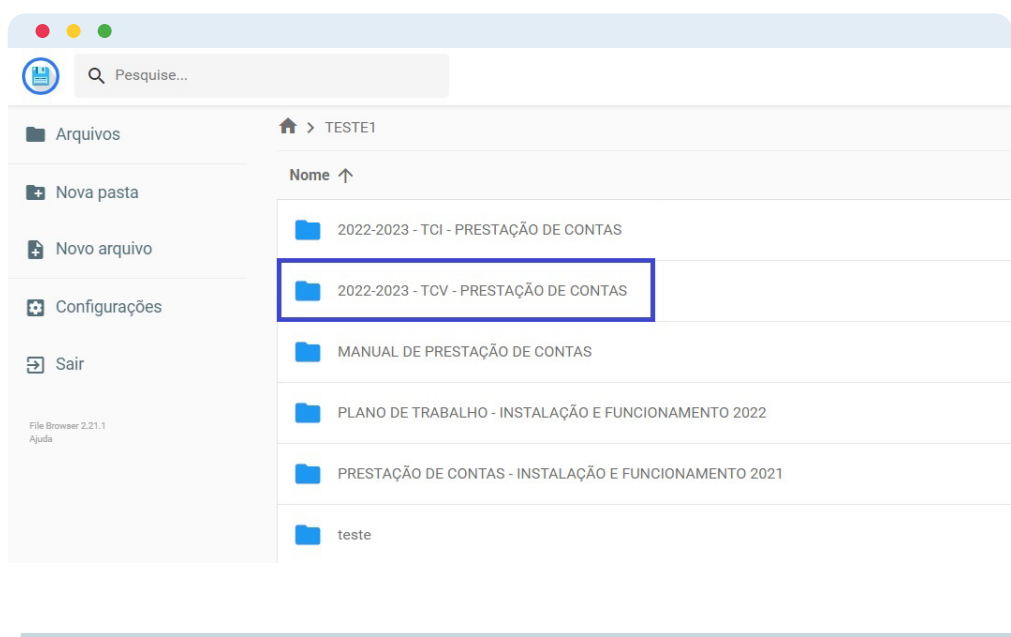 Pesquise...
Arquivos
Nova pasta
Novo arquivo
Configurações
Sair
File Browser 2.21.1
Ajuda
> TESTE1
Nome ↑
2022-2023 - TCI - PRESTAÇÃO DE CONTAS
2022-2023 - TCV - PRESTAÇÃO DE CONTAS
MANUAL DE PRESTAÇÃO DE CONTAS
PLANO DE TRABALHO - INSTALAÇÃO E FUNCIONAMENTO 2022
PRESTAÇÃO DE CONTAS - INSTALAÇÃO E FUNCIONAMENTO 2021
teste